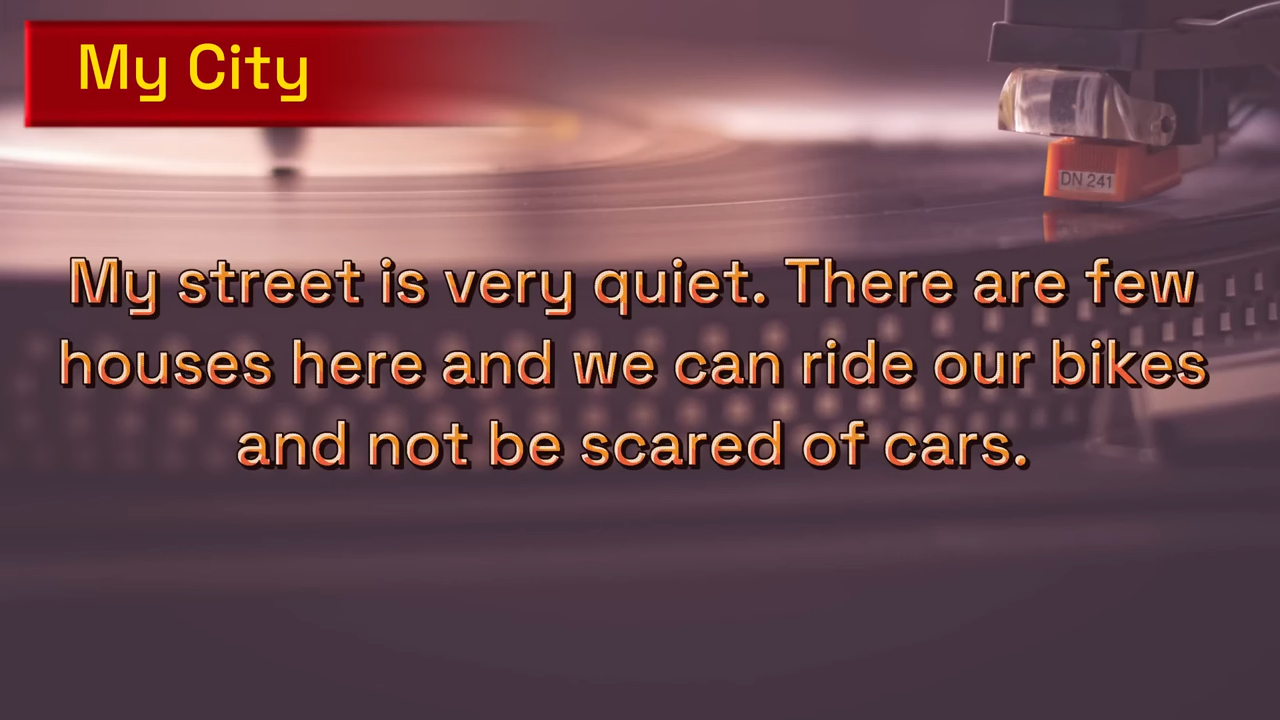 My City
DN 241
My street is very quiet. There are few
houses here and we can ride our bikes
and not be scared of cars.